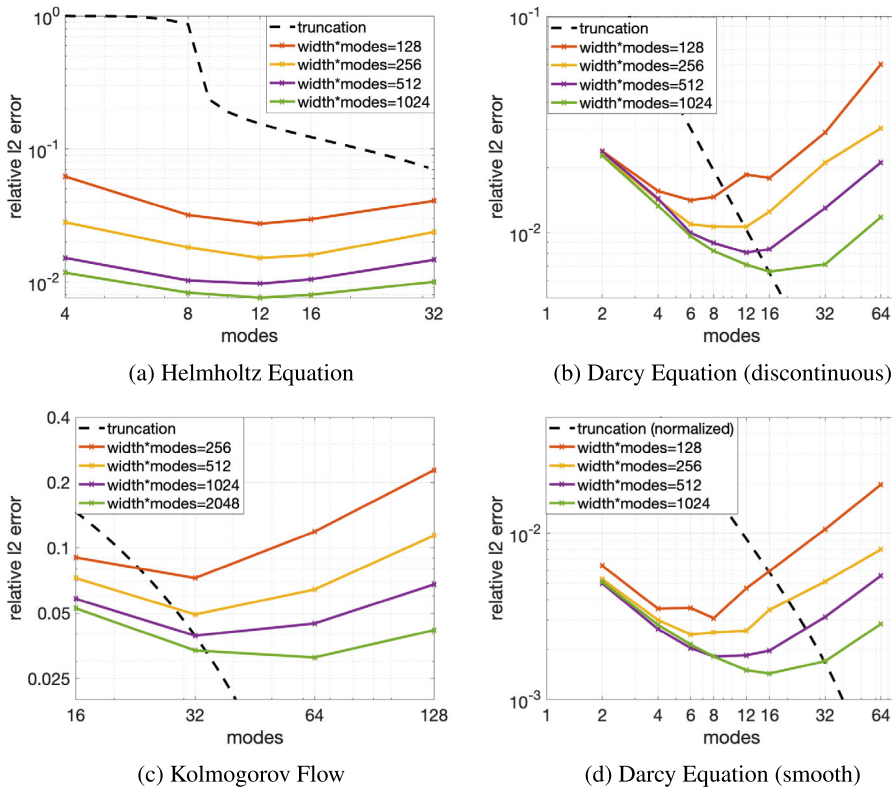 10^0
10^-1
10^-2
relative l2 error
truncation
width*modes=128
width*modes=256
width*modes=512
width*modes=1024
4 8 12 16 32
modes
(a) Helmholtz Equation
10^-1
10^-2
relative l2 error
truncation
width*modes=128
width*modes=256
width*modes=512
width*modes=1024
1 2 4 6 8 12 16 32 64
modes
(b) Darcy Equation (discontinuous)
0.4
0.2
0.1
0.05
0.025
relative l2 error
truncation
width*modes=256
width*modes=512
width*modes=1024
width*modes=2048
16 32 64 128
modes
(c) Kolmogorov Flow
10^-2
10^-3
relative l2 error
truncation (normalized)
width*modes=128
width*modes=256
width*modes=512
width*modes=1024
1 2 4 6 8 12 16 32 64
modes
(d) Darcy Equation (smooth)